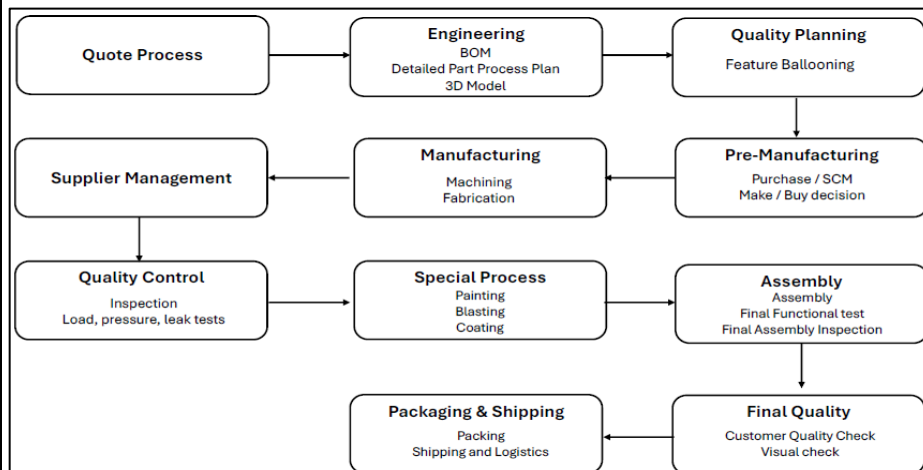 Quote Process
Engineering
BOM
Detailed Part Process Plan
3D Model
Quality Planning
Feature Ballooning
Pre-Manufacturing
Purchase / SCM
Make / Buy decision
Manufacturing
Machining
Fabrication
Supplier Management
Quality Control
Inspection
Load, pressure, leak tests
Special Process
Painting
Blasting
Coating
Assembly
Assembly
Final Functional test
Final Assembly Inspection
Final Quality
Customer Quality Check
Visual check
Packaging & Shipping
Packing
Shipping and Logistics